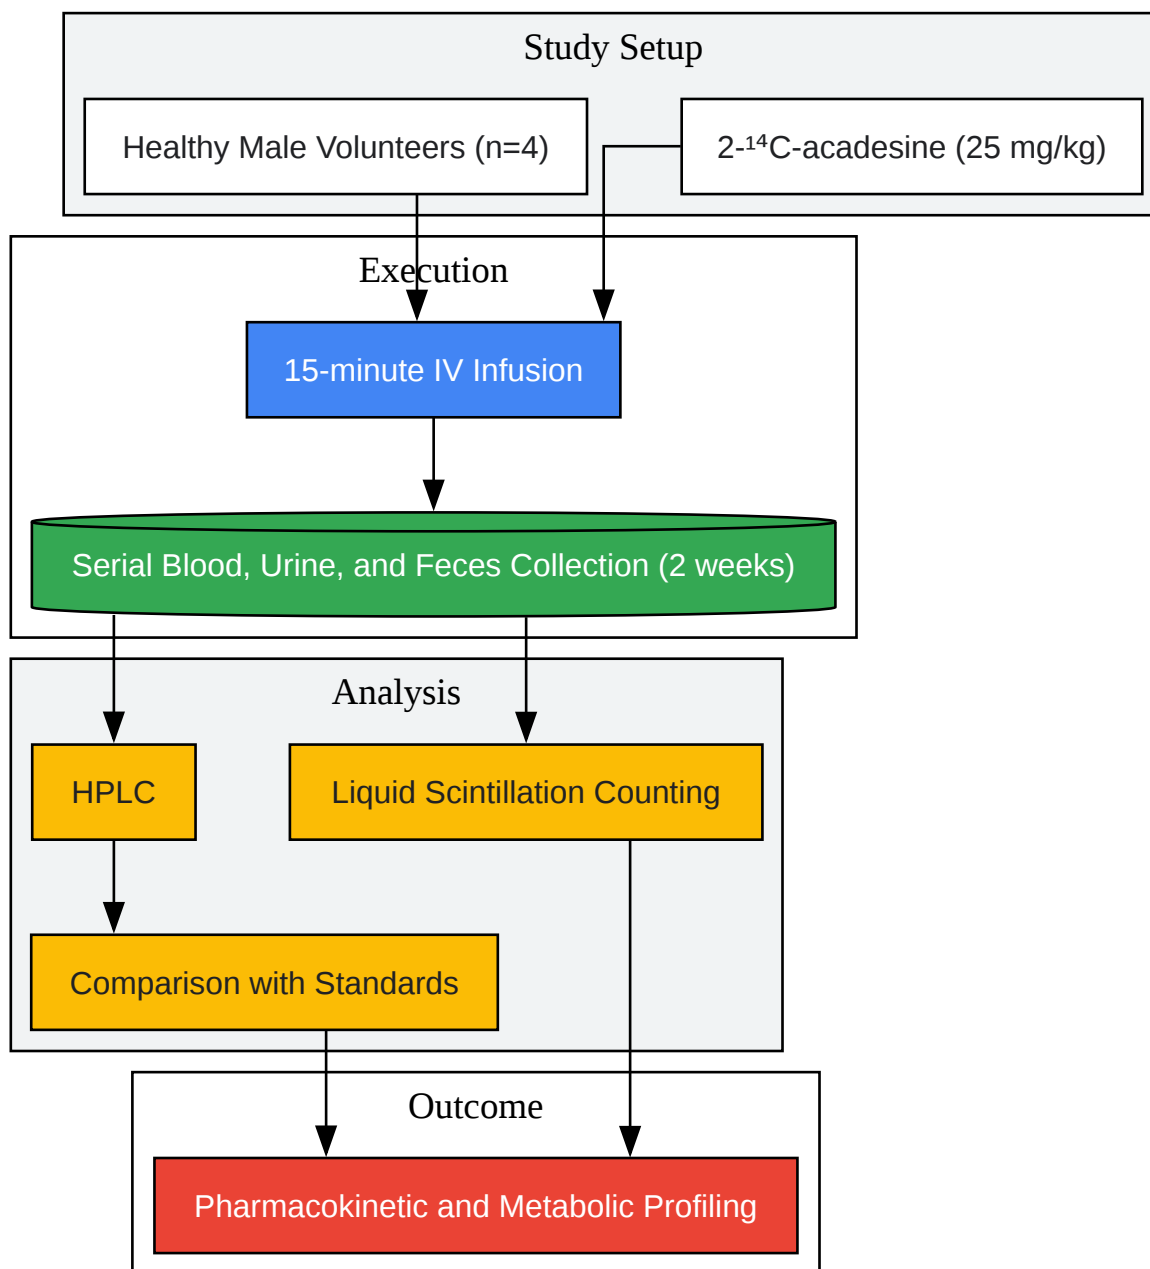 Study Setup
Healthy Male Volunteers (n=4)
2-¹⁴C-acadesine (25 mg/kg)
Execution
15-minute IV Infusion
Serial Blood, Urine, and Feces Collection (2 weeks)
Analysis
HPLC
Liquid Scintillation Counting
Comparison with Standards
Outcome
Pharmacokinetic and Metabolic Profiling